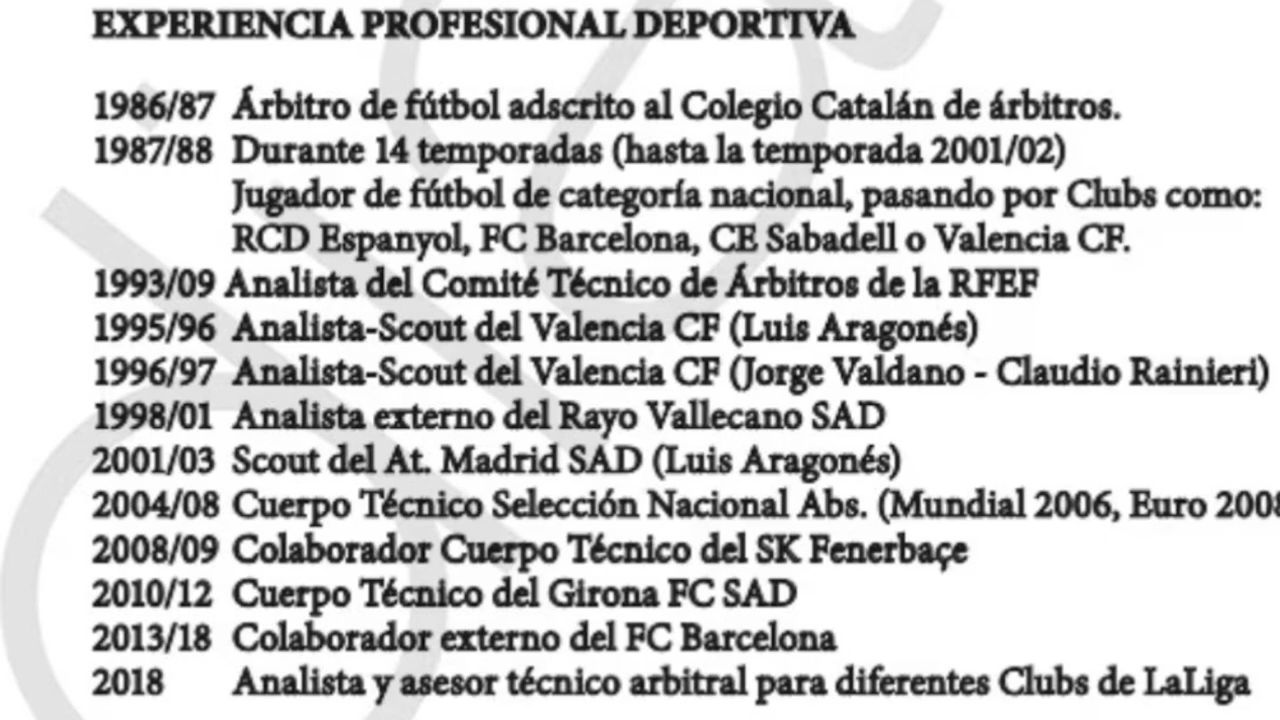 EXPERIENCIA PROFESIONAL DEPORTIVA
1986/87 Árbitro de fútbol adscrito al Colegio Catalán de árbitros.
1987/88 Durante 14 temporadas (hasta la temporada 2001/02)
Jugador de fútbol de categoría nacional, pasando por Clubs como:
RCD Espanyol, FC Barcelona, CE Sabadell o Valencia CF.
1993/09 Analista del Comité Técnico de Árbitros de la RFEF
1995/96 Analista-Scout del Valencia CF (Luis Aragonés)
1996/97 Analista-Scout del Valencia CF (Jorge Valdano - Claudio Rainieri)
1998/01 Analista externo del Rayo Vallecano SAD
2001/03 Scout del At. Madrid SAD (Luis Aragonés)
2004/08 Cuerpo Técnico Selección Nacional Abs. (Mundial 2006, Euro 2008
2008/09 Colaborador Cuerpo Técnico del SK Fenerbaçe
2010/12 Cuerpo Técnico del Girona FC SAD
2013/18 Colaborador externo del FC Barcelona
2018 Analista y asesor técnico arbitral para diferentes Clubs de LaLiga